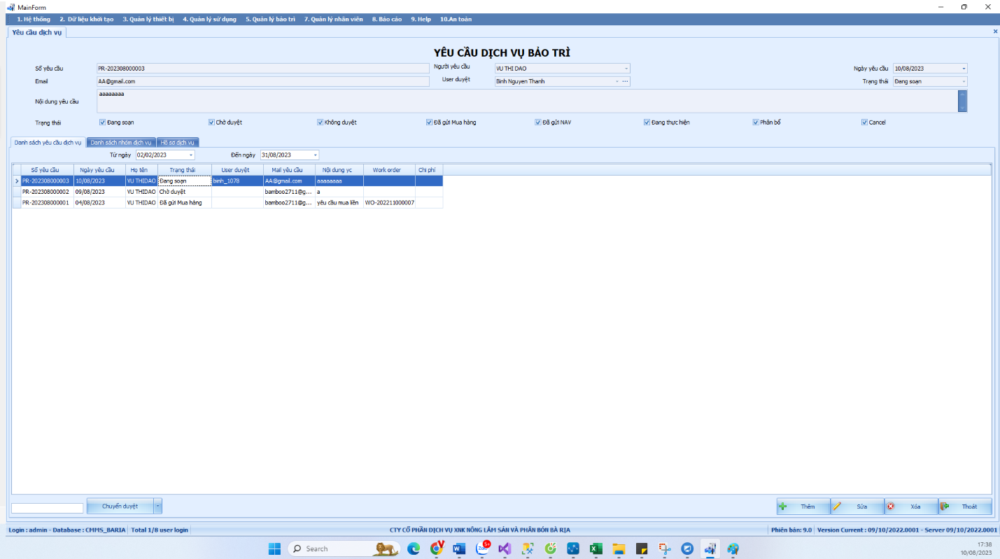 MainForm
1. Hệ thống 2. Dữ liệu khởi tạo 3. Quản lý thiết bị 4. Quản lý sử dụng 5. Quản lý bảo trì 7. Quản lý nhân viên 8. Báo cáo 9. Help 10.An toàn
Yêu cầu dịch vụ
YÊU CẦU DỊCH VỤ BẢO TRÌ
Số yêu cầu PR-202308000003 Người yêu cầu VU THI DAO Ngày yêu cầu 10/08/2023
Email AA@gmail.com User duyệt Binh Nguyen Thanh Trạng thái Đang soạn
Nội dung yêu cầu aaaaaaaa
Trạng thái Đang soạn Chờ duyệt Không duyệt Đã gửi Mua hàng Đã gửi NAV Đang thực hiện Phân bổ Cancel
Danh sách yêu cầu dịch vụ Danh sách nhóm dịch vụ Hồ sơ dịch vụ
Từ ngày 02/02/2023 Đến ngày 31/08/2023
Số yêu cầu Ngày yêu cầu Họ tên Trạng thái User duyệt Mail yêu cầu Nội dung yc Work order Chi phí
PR-202308000003 10/08/2023 VU THIDAO Đang soạn binh_1078 AA@gmail.com aaaaaaaa
PR-202308000002 09/08/2023 VU THIDAO Chờ duyệt bamboo2711@g... a
PR-202308000001 04/08/2023 VU THIDAO Đã gửi Mua hàng bamboo2711@g... yêu cầu mua liền WO-202211000007
Chuyển duyệt Thêm Sửa Xóa Thoát
Login : admin - Database : CMMS_BARIA Total 1/8 user login CTY CỔ PHẦN DỊCH VỤ XNK NÔNG LÂM SẢN VÀ PHÂN BÓN BÀ RỊA Phiên bản: 9.0 Version Current : 09/10/2022.0001 - Server 09/10/2022.0001
Search 5+ Zalo 17:38
10/08/2023